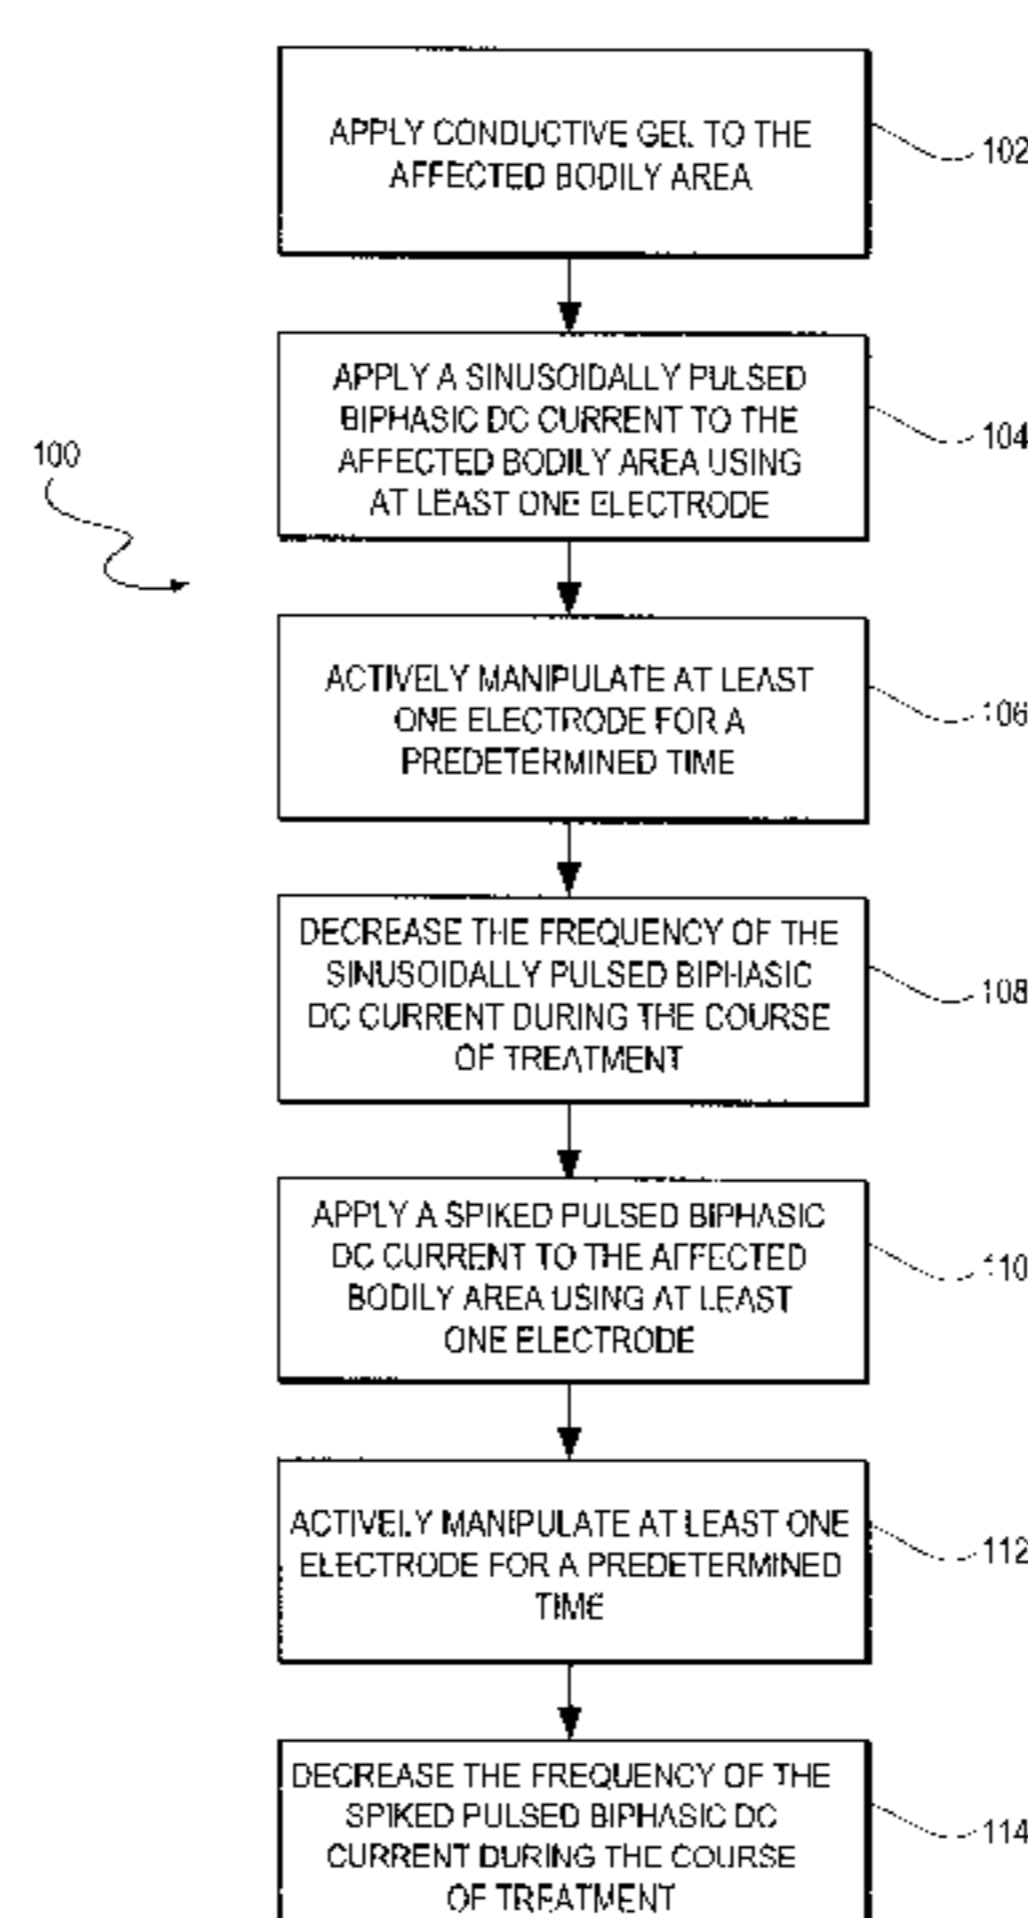 APPLY CONDUCTIVE GEL TO THE
AFFECTED BODILY AREA
102
APPLY A SINUSOIDALLY PULSED
BIPHASIC DC CURRENT TO THE
AFFECTED BODILY AREA USING
AT LEAST ONE ELECTRODE
104
100
ACTIVELY MANIPULATE AT LEAST
ONE ELECTRODE FOR A
PREDETERMINED TIME
106
DECREASE THE FREQUENCY OF THE
SINUSOIDALLY PULSED BIPHASIC
DC CURRENT DURING THE COURSE
OF TREATMENT
108
APPLY A SPIKED PULSED BIPHASIC
DC CURRENT TO THE AFFECTED
BODILY AREA USING AT LEAST
ONE ELECTRODE
110
ACTIVELY MANIPULATE AT LEAST ONE
ELECTRODE FOR A PREDETERMINED
TIME
112
DECREASE THE FREQUENCY OF THE
SPIKED PULSED BIPHASIC DC
CURRENT DURING THE COURSE
OF TREATMENT
114